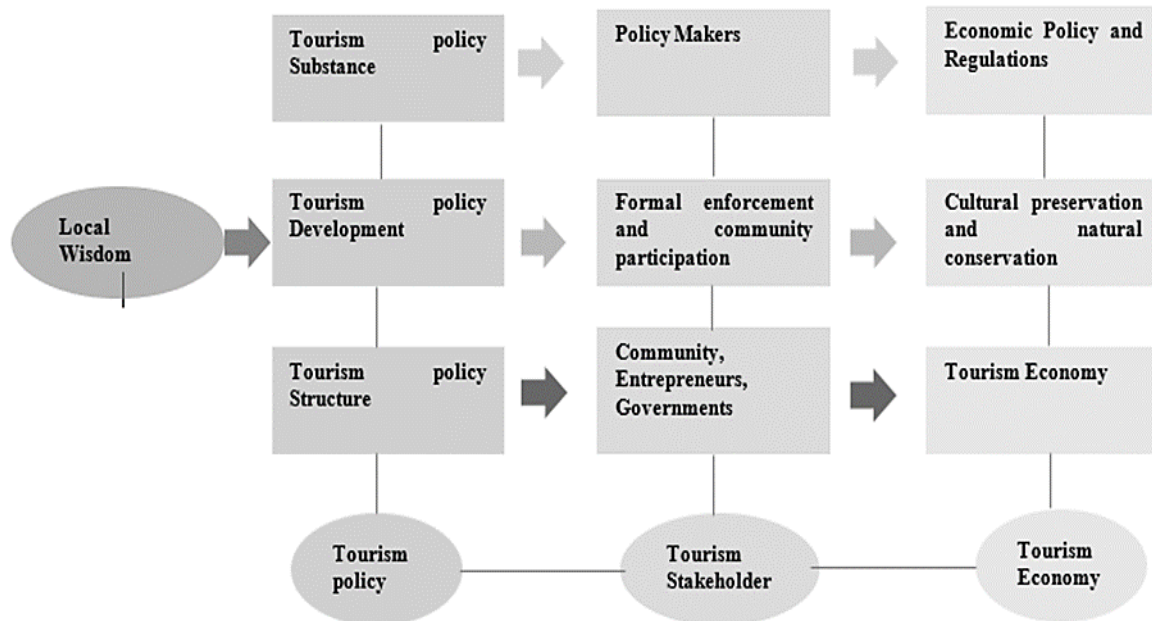 Tourism policy
Substance
Policy Makers
Economic Policy and
Regulations
Local
Wisdom
Tourism policy
Development
Formal enforcement
and community
participation
Cultural preservation
and natural
conservation
Tourism policy
Structure
Community,
Entrepreneurs,
Governments
Tourism Economy
Tourism
policy
Tourism
Stakeholder
Tourism
Economy